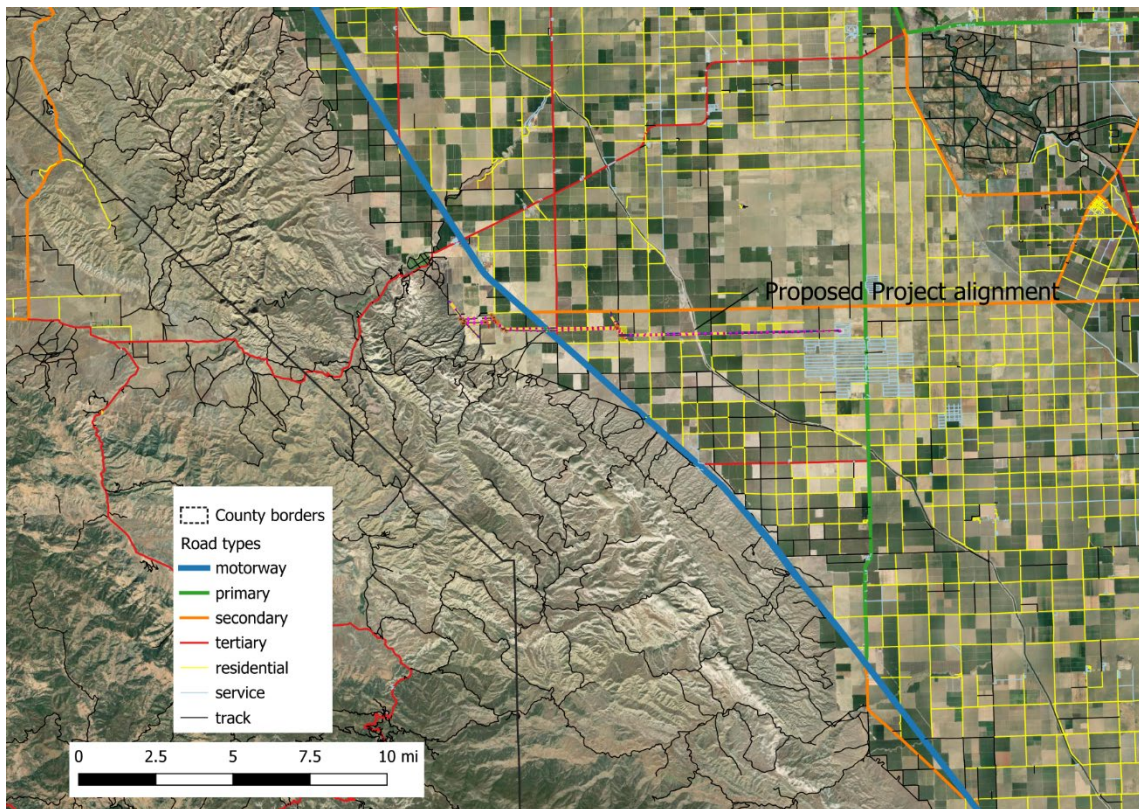 Proposed Project alignment
County borders
Road types
motorway
primary
secondary
tertiary
residential
service
track
0 2.5 5 7.5 10 mi